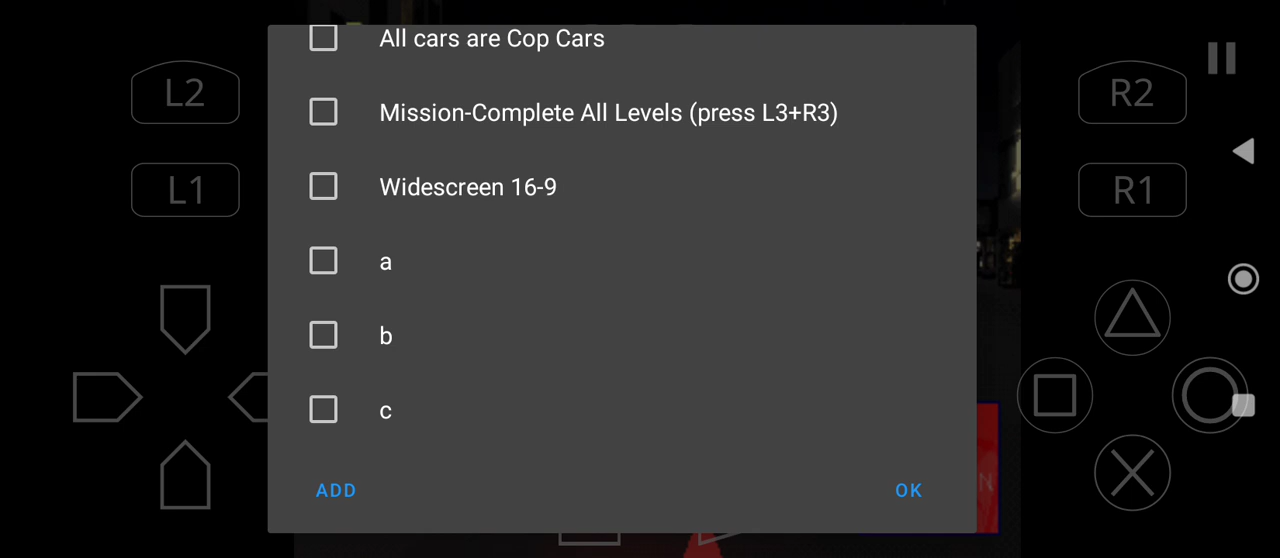 All cars are Cop Cars
L2
R2
Mission-Complete All Levels (press L3+R3)
L1
Widescreen 16-9
R1
a
b
c
N
ADD
OK